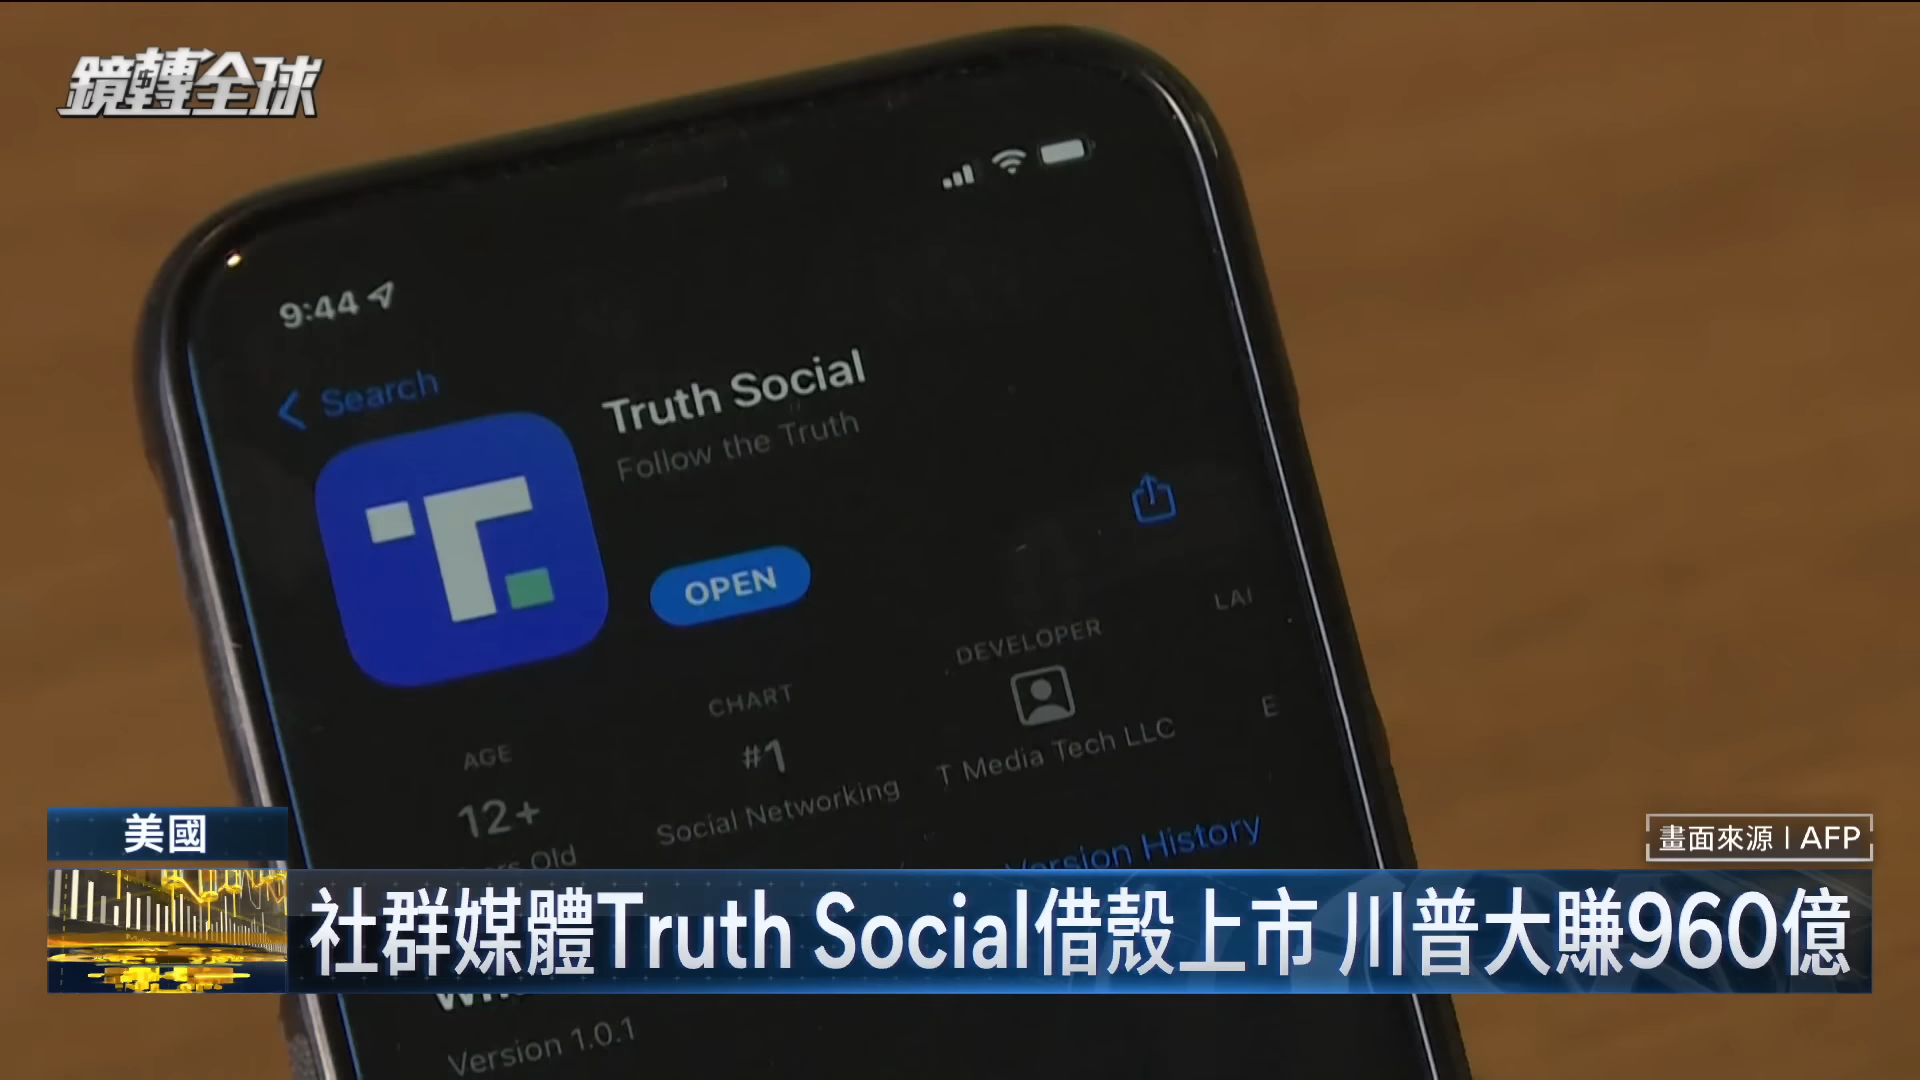 鏡轉全球
9:44
Search
Truth Social
Follow the Truth
OPEN
AGE
12+
Old
CHART
#1
Social Networking
DEVELOPER
T Media Tech LLC
LAI
E
Version History
美國
畫面來源 | AFP
社群媒體Truth Social借殼上市 川普大賺960億
Version 1.0.1